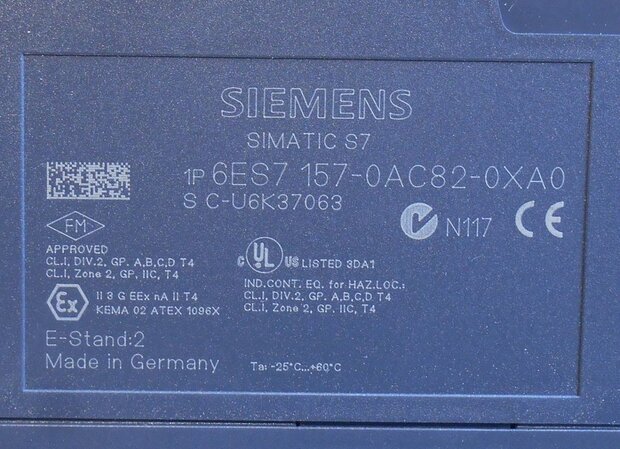 SIEMENS
SIMATIC S7
1P 6ES7 157-0AC82-0XA0
S C-U6K37063
N117 CE
FM
APPROVED
CL.I, DIV.2, GP. A,B,C,D T4
CL.I, Zone 2, GP. IIC, T4
Ex
II 3 G EEx nA II T4
KEMA 02 ATEX 1096X
c UL US LISTED 3DA1
IND.CONT. EQ. for HAZ.LOC.:
CL.I, DIV.2, GP. A,B,C,D T4
CL.I, Zone 2, GP. IIC, T4
E-Stand:2
Made in Germany
Ta: -25°C...+60°C